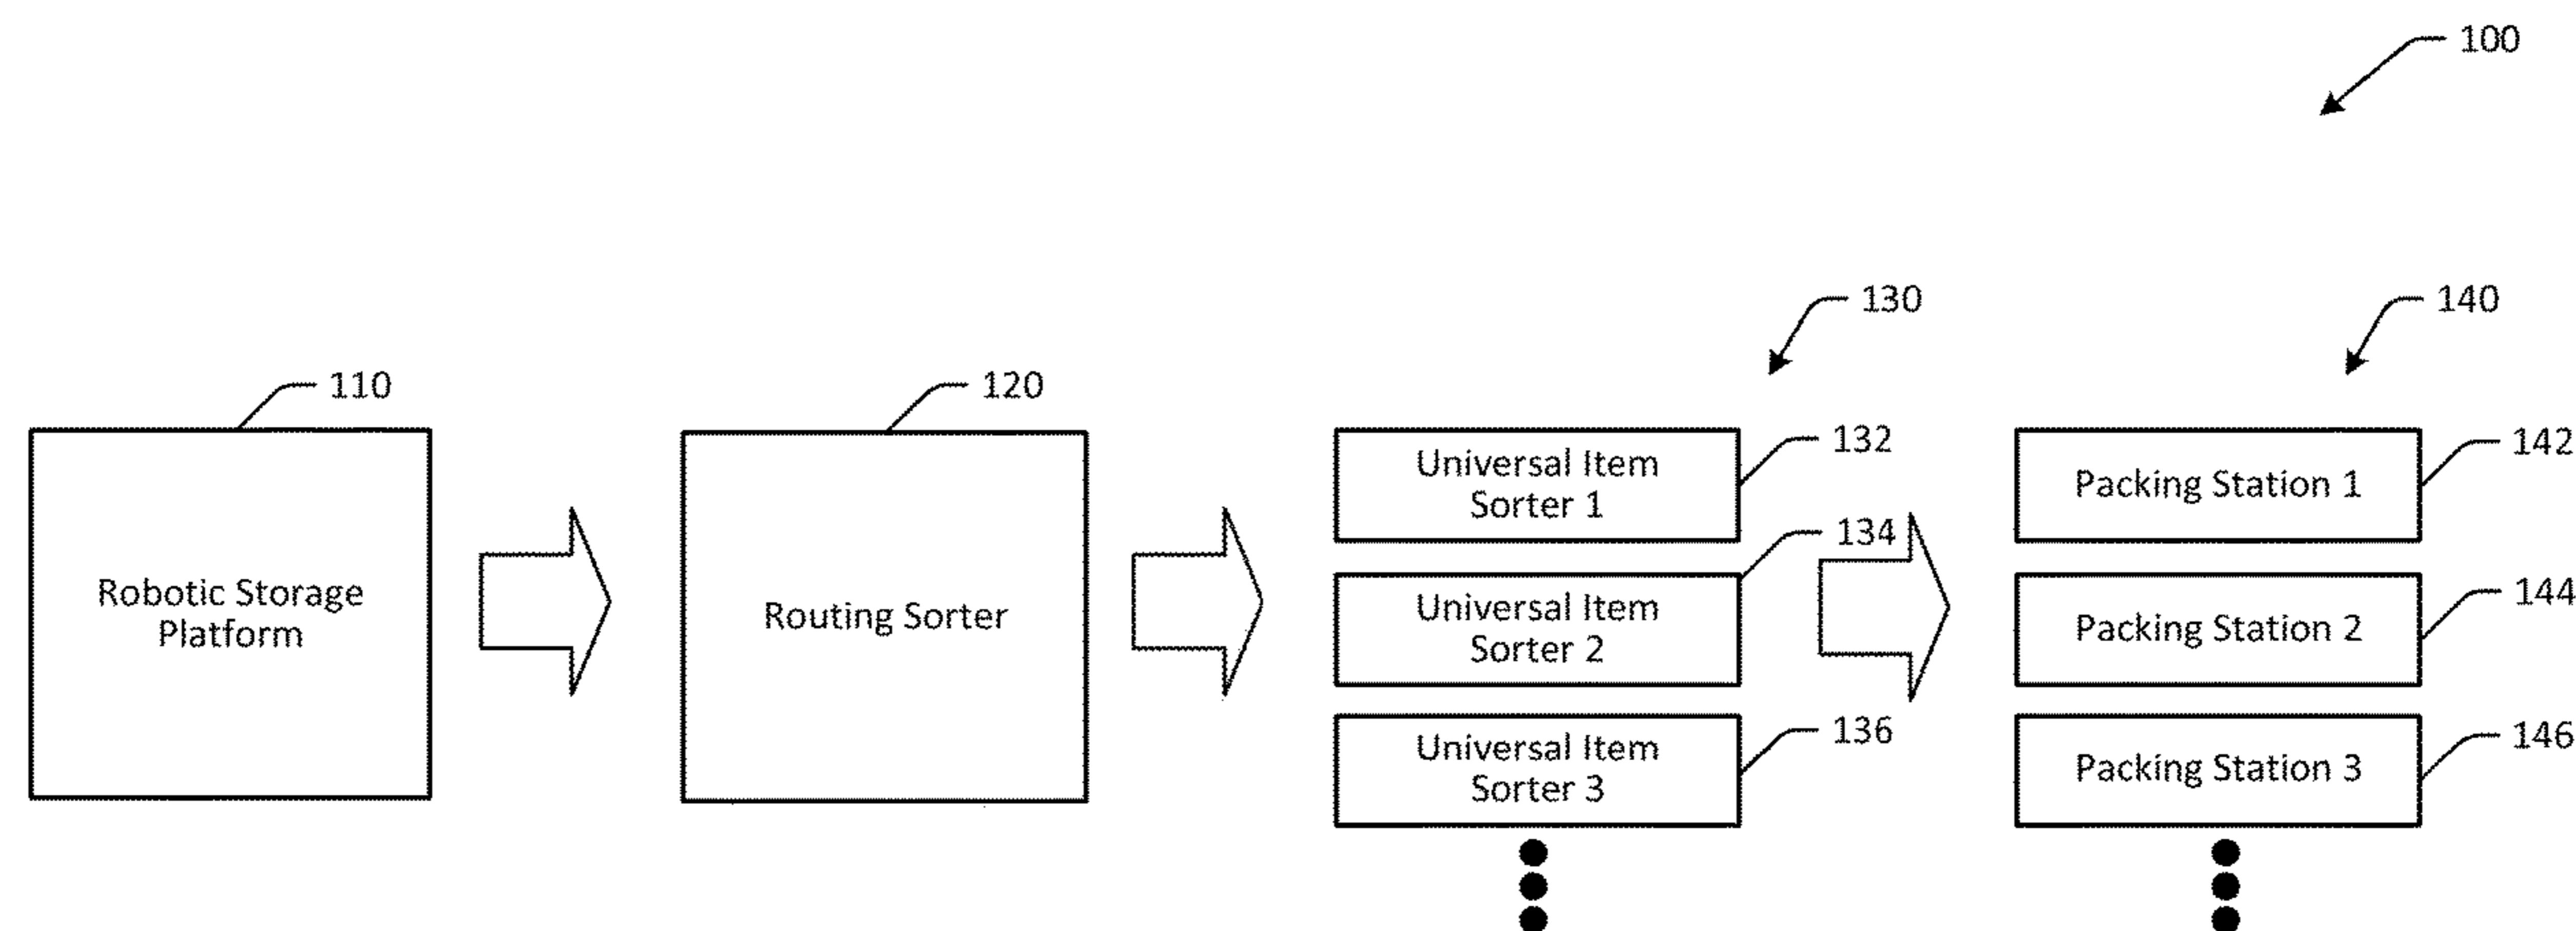 100
130
140
110
120
Robotic Storage
Platform
Routing Sorter
Universal Item
Sorter 1
132
134
Universal Item
Sorter 2
Universal Item
Sorter 3
136
Packing Station 1
142
Packing Station 2
144
Packing Station 3
146